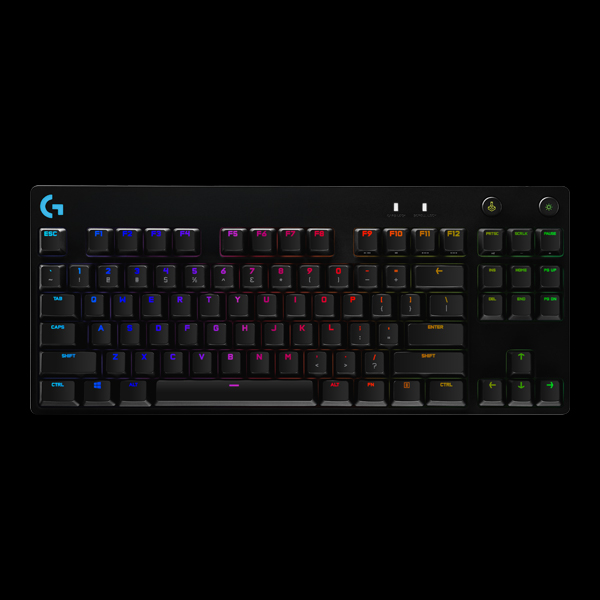 G
ESC F1 F2 F3 F4 F5 F6 F7 F8 F9 F10 F11 F12 PRTSC SCRLK PAUSE
1 2 3 4 5 6 7 8 9 0 - = ← INS HOME PG UP
TAB Q W E R T Y U I O P [ ] \ DEL END PG DN
CAPS A S D F G H J K L ; ' ENTER
SHIFT Z X C V B N M , . / ? SHIFT ↑
CTRL ALT ALT FN CTRL ← ↓ →